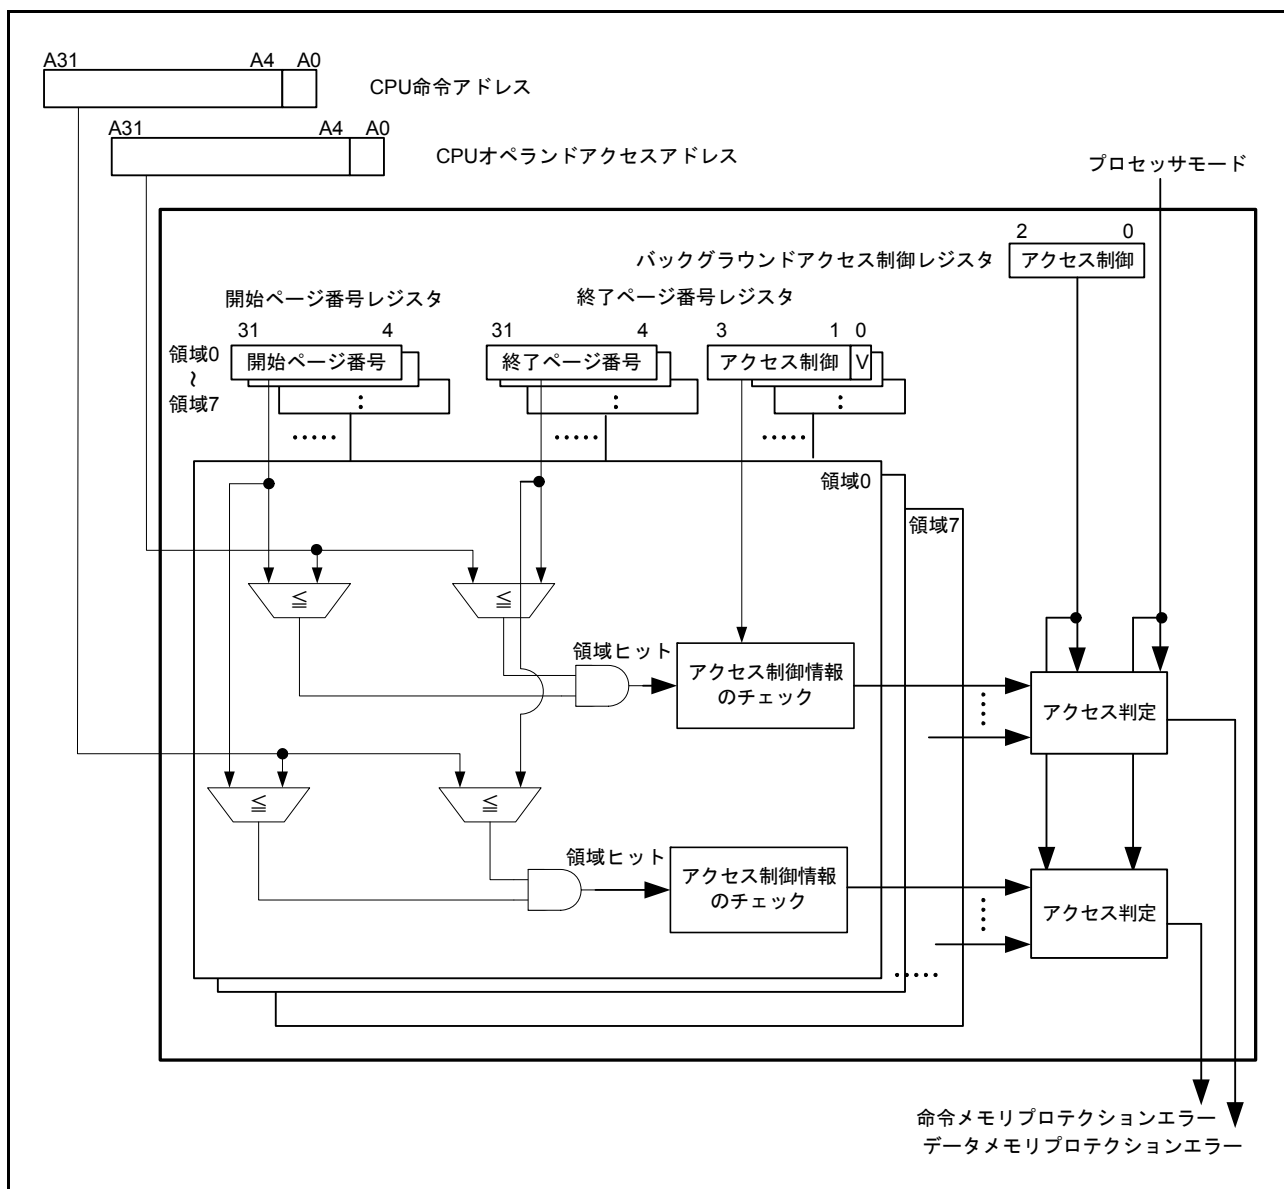 A31 A4 A0
CPU命令アドレス
A31 A4 A0
CPUオペランドアクセスアドレス
プロセッサモード
2 0
バックグラウンドアクセス制御レジスタ アクセス制御
開始ページ番号レジスタ 終了ページ番号レジスタ
31 4 31 4 3 1 0
領域0 開始ページ番号 終了ページ番号 アクセス制御 V
~
領域7
:
:
:
.....
.....
.....
領域0
領域7
≦ ≦
領域ヒット
アクセス制御情報
のチェック
アクセス判定
≦ ≦
領域ヒット
アクセス制御情報
のチェック
アクセス判定
.....
命令メモリプロテクションエラー
データメモリプロテクションエラー